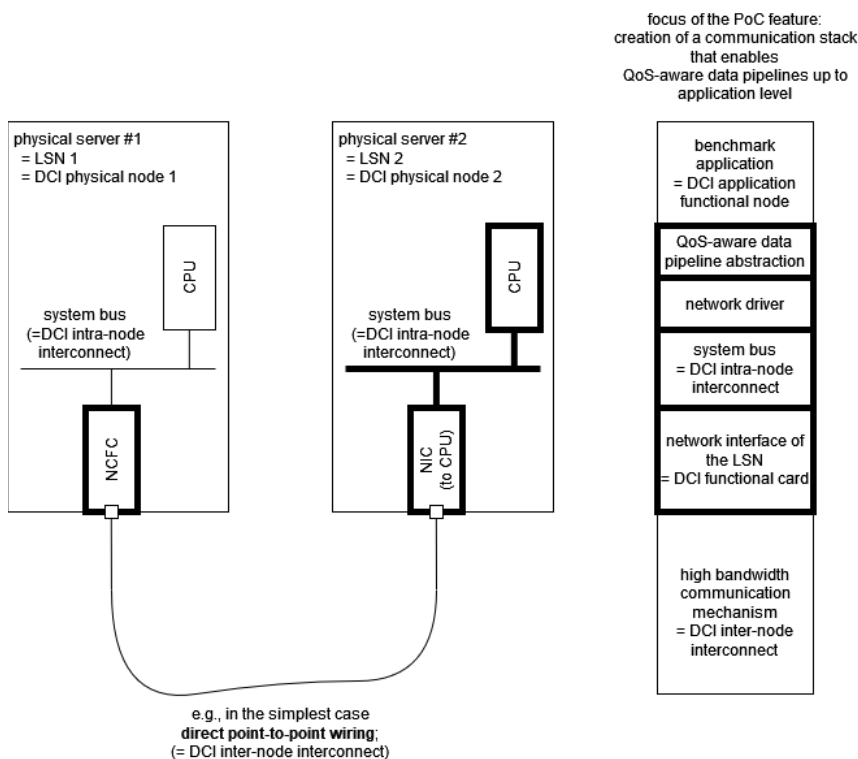 focus of the PoC feature:
creation of a communication stack
that enables
QoS-aware data pipelines up to
application level
physical server #1
= LSN 1
= DCI physical node 1
CPU
system bus
(=DCI intra-node
interconnect)
NCFC
physical server #2
= LSN 2
= DCI physical node 2
CPU
system bus
(=DCI intra-node
interconnect)
NIC
(to CPU)
benchmark
application
= DCI application
functional node
QoS-aware data
pipeline abstraction
network driver
system bus
= DCI intra-node
interconnect
network interface of
the LSN
= DCI functional card
high bandwidth
communication
mechanism
= DCI inter-node
interconnect
e.g., in the simplest case
direct point-to-point wiring;
(= DCI inter-node interconnect)